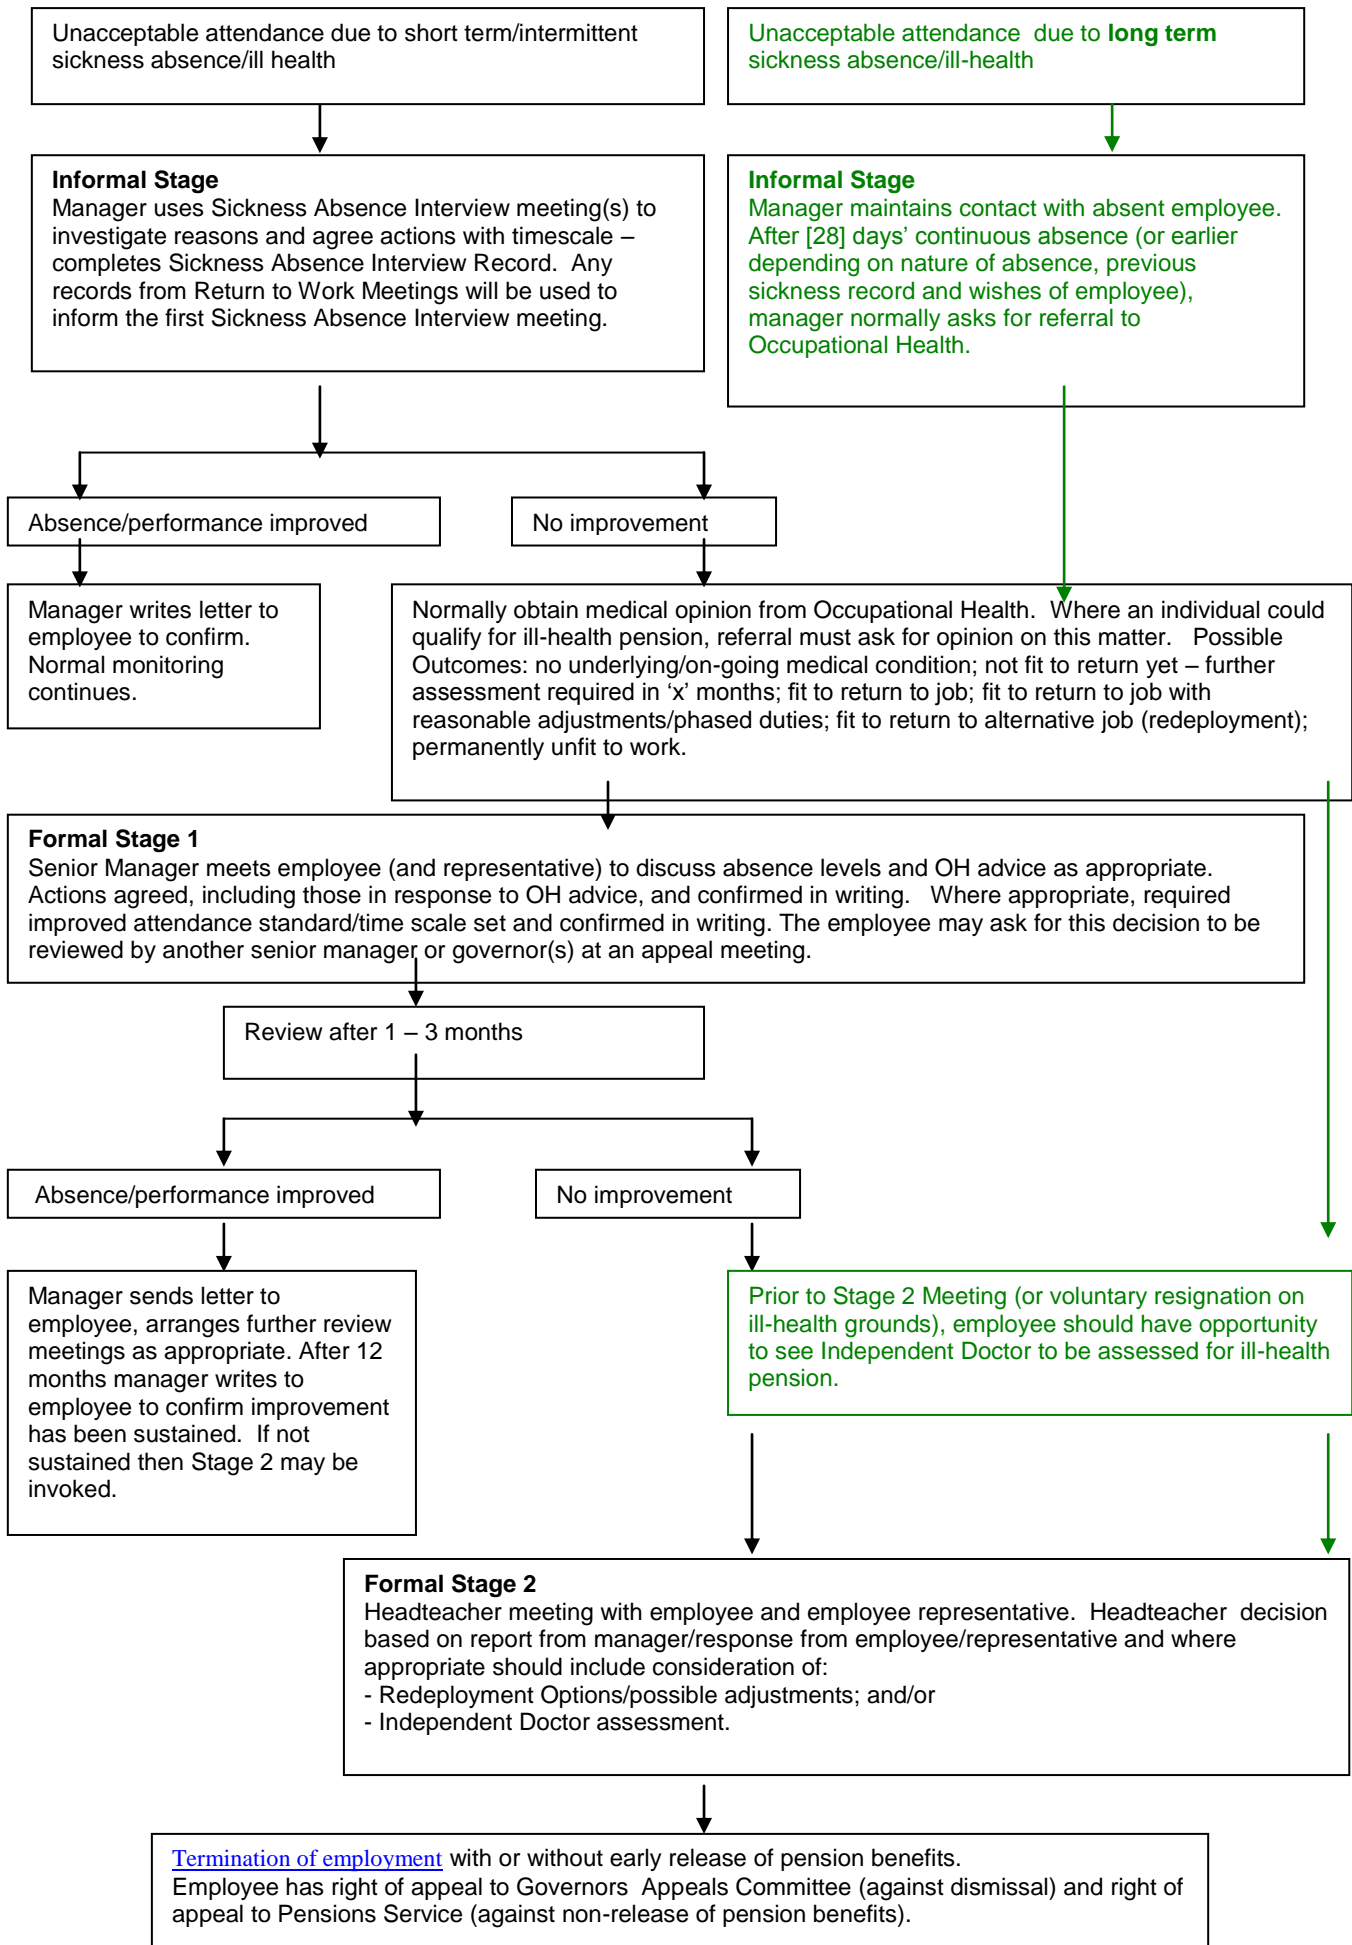 Unacceptable attendance due to short term/intermittent
sickness absence/ill health
Unacceptable attendance  due to long term
sickness absence/ill-health
Informal Stage
Manager uses Sickness Absence Interview meeting(s) to
investigate reasons and agree actions with timescale –
completes Sickness Absence Interview Record.  Any
records from Return to Work Meetings will be used to
inform the first Sickness Absence Interview meeting.
Informal Stage
Manager maintains contact with absent employee.
After [28] days’ continuous absence (or earlier
depending on nature of absence, previous
sickness record and wishes of employee),
manager normally asks for referral to
Occupational Health.
Absence/performance improved
No improvement
Manager writes letter to
employee to confirm.
Normal monitoring
continues.
Normally obtain medical opinion from Occupational Health.  Where an individual could
qualify for ill-health pension, referral must ask for opinion on this matter.   Possible
Outcomes: no underlying/on-going medical condition; not fit to return yet – further
assessment required in ‘x’ months; fit to return to job; fit to return to job with
reasonable adjustments/phased duties; fit to return to alternative job (redeployment);
permanently unfit to work.
Formal Stage 1
Senior Manager meets employee (and representative) to discuss absence levels and OH advice as appropriate.
Actions agreed, including those in response to OH advice, and confirmed in writing.   Where appropriate, required
improved attendance standard/time scale set and confirmed in writing. The employee may ask for this decision to be
reviewed by another senior manager or governor(s) at an appeal meeting.
Review after 1 – 3 months
Absence/performance improved
No improvement
Manager sends letter to
employee, arranges further review
meetings as appropriate. After 12
months manager writes to
employee to confirm improvement
has been sustained.  If not
sustained then Stage 2 may be
invoked.
Prior to Stage 2 Meeting (or voluntary resignation on
ill-health grounds), employee should have opportunity
to see Independent Doctor to be assessed for ill-health
pension.
Formal Stage 2
Headteacher meeting with employee and employee representative.  Headteacher  decision
based on report from manager/response from employee/representative and where
appropriate should include consideration of:
- Redeployment Options/possible adjustments; and/or
- Independent Doctor assessment.
Termination of employment with or without early release of pension benefits.
Employee has right of appeal to Governors  Appeals Committee (against dismissal) and right of
appeal to Pensions Service (against non-release of pension benefits).